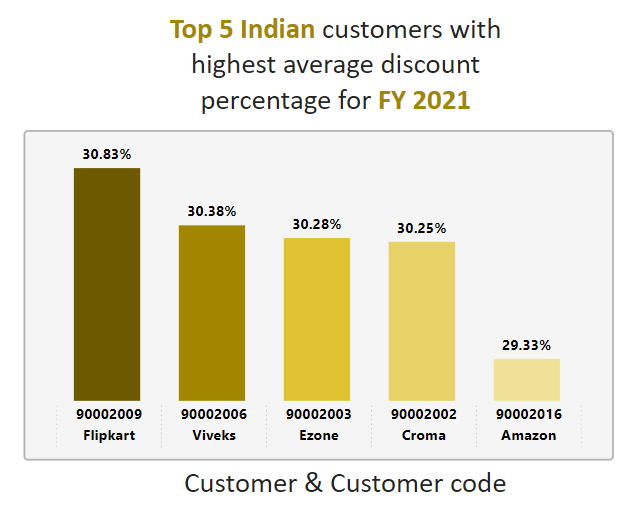 Top 5 Indian customers with
highest average discount
percentage for FY 2021
30.83%
30.38%
30.28%
30.25%
29.33%
90002009 90002006 90002003 90002002 90002016
Flipkart Viveks Ezone Croma Amazon
Customer & Customer code